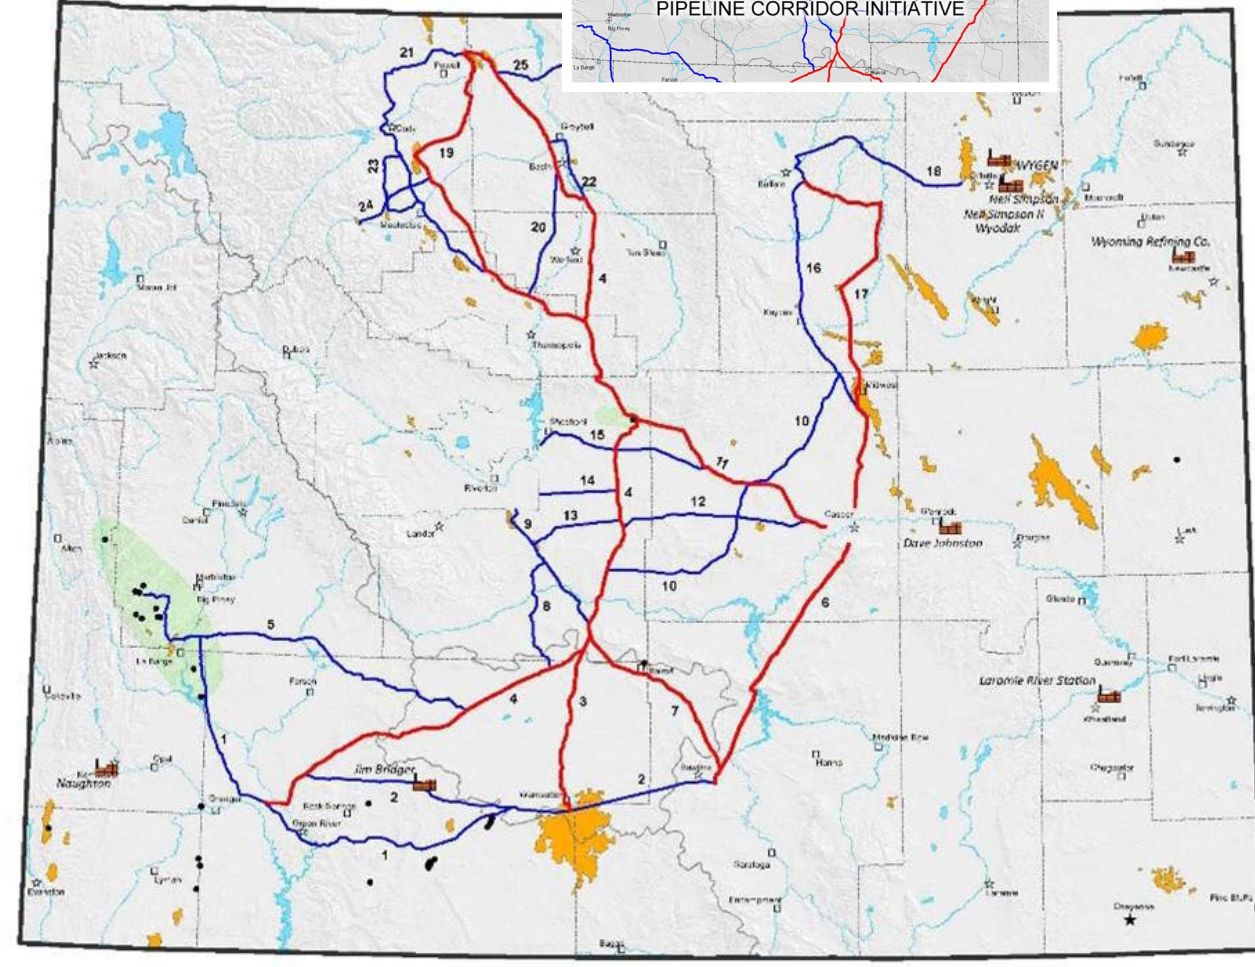 PIPELINE CORRIDOR INITIATIVE
21
Powell
25
Cody
Greybull
19
Basin
23
22
24
Meeteetse
20
Worland
Ten Sleep
4
Thermopolis
Buffalo
18
Gillette
WYGEN
Neil Simpson
Neil Simpson II
Wyodak
Moorcroft
Hulett
Sundance
Upton
Wyoming Refining Co.
Newcastle
16
17
Kaycee
Wright
Midwest
10
Moran Jct
Jackson
Dubois
Alpine
Shoshoni
15
11
14
4
12
Riverton
13
9
Lander
Pinedale
Daniel
Afton
Casper
Glenrock
Dave Johnston
Douglas
Lusk
10
8
6
Marbleton
Big Piney
5
La Barge
Farson
Glendo
Guernsey
Fort Laramie
Lingle
Torrington
Laramie River Station
Wheatland
Cokeville
4
3
Bairoil
7
1
Medicine Bow
Hanna
Chugwater
Naughton
Opal
Granger
Jim Bridger
2
Rock Springs
Green River
Wamsutter
2
Rawlins
1
Lyman
Evanston
Saratoga
Encampment
Laramie
Cheyenne
Pine Bluffs
Baggs